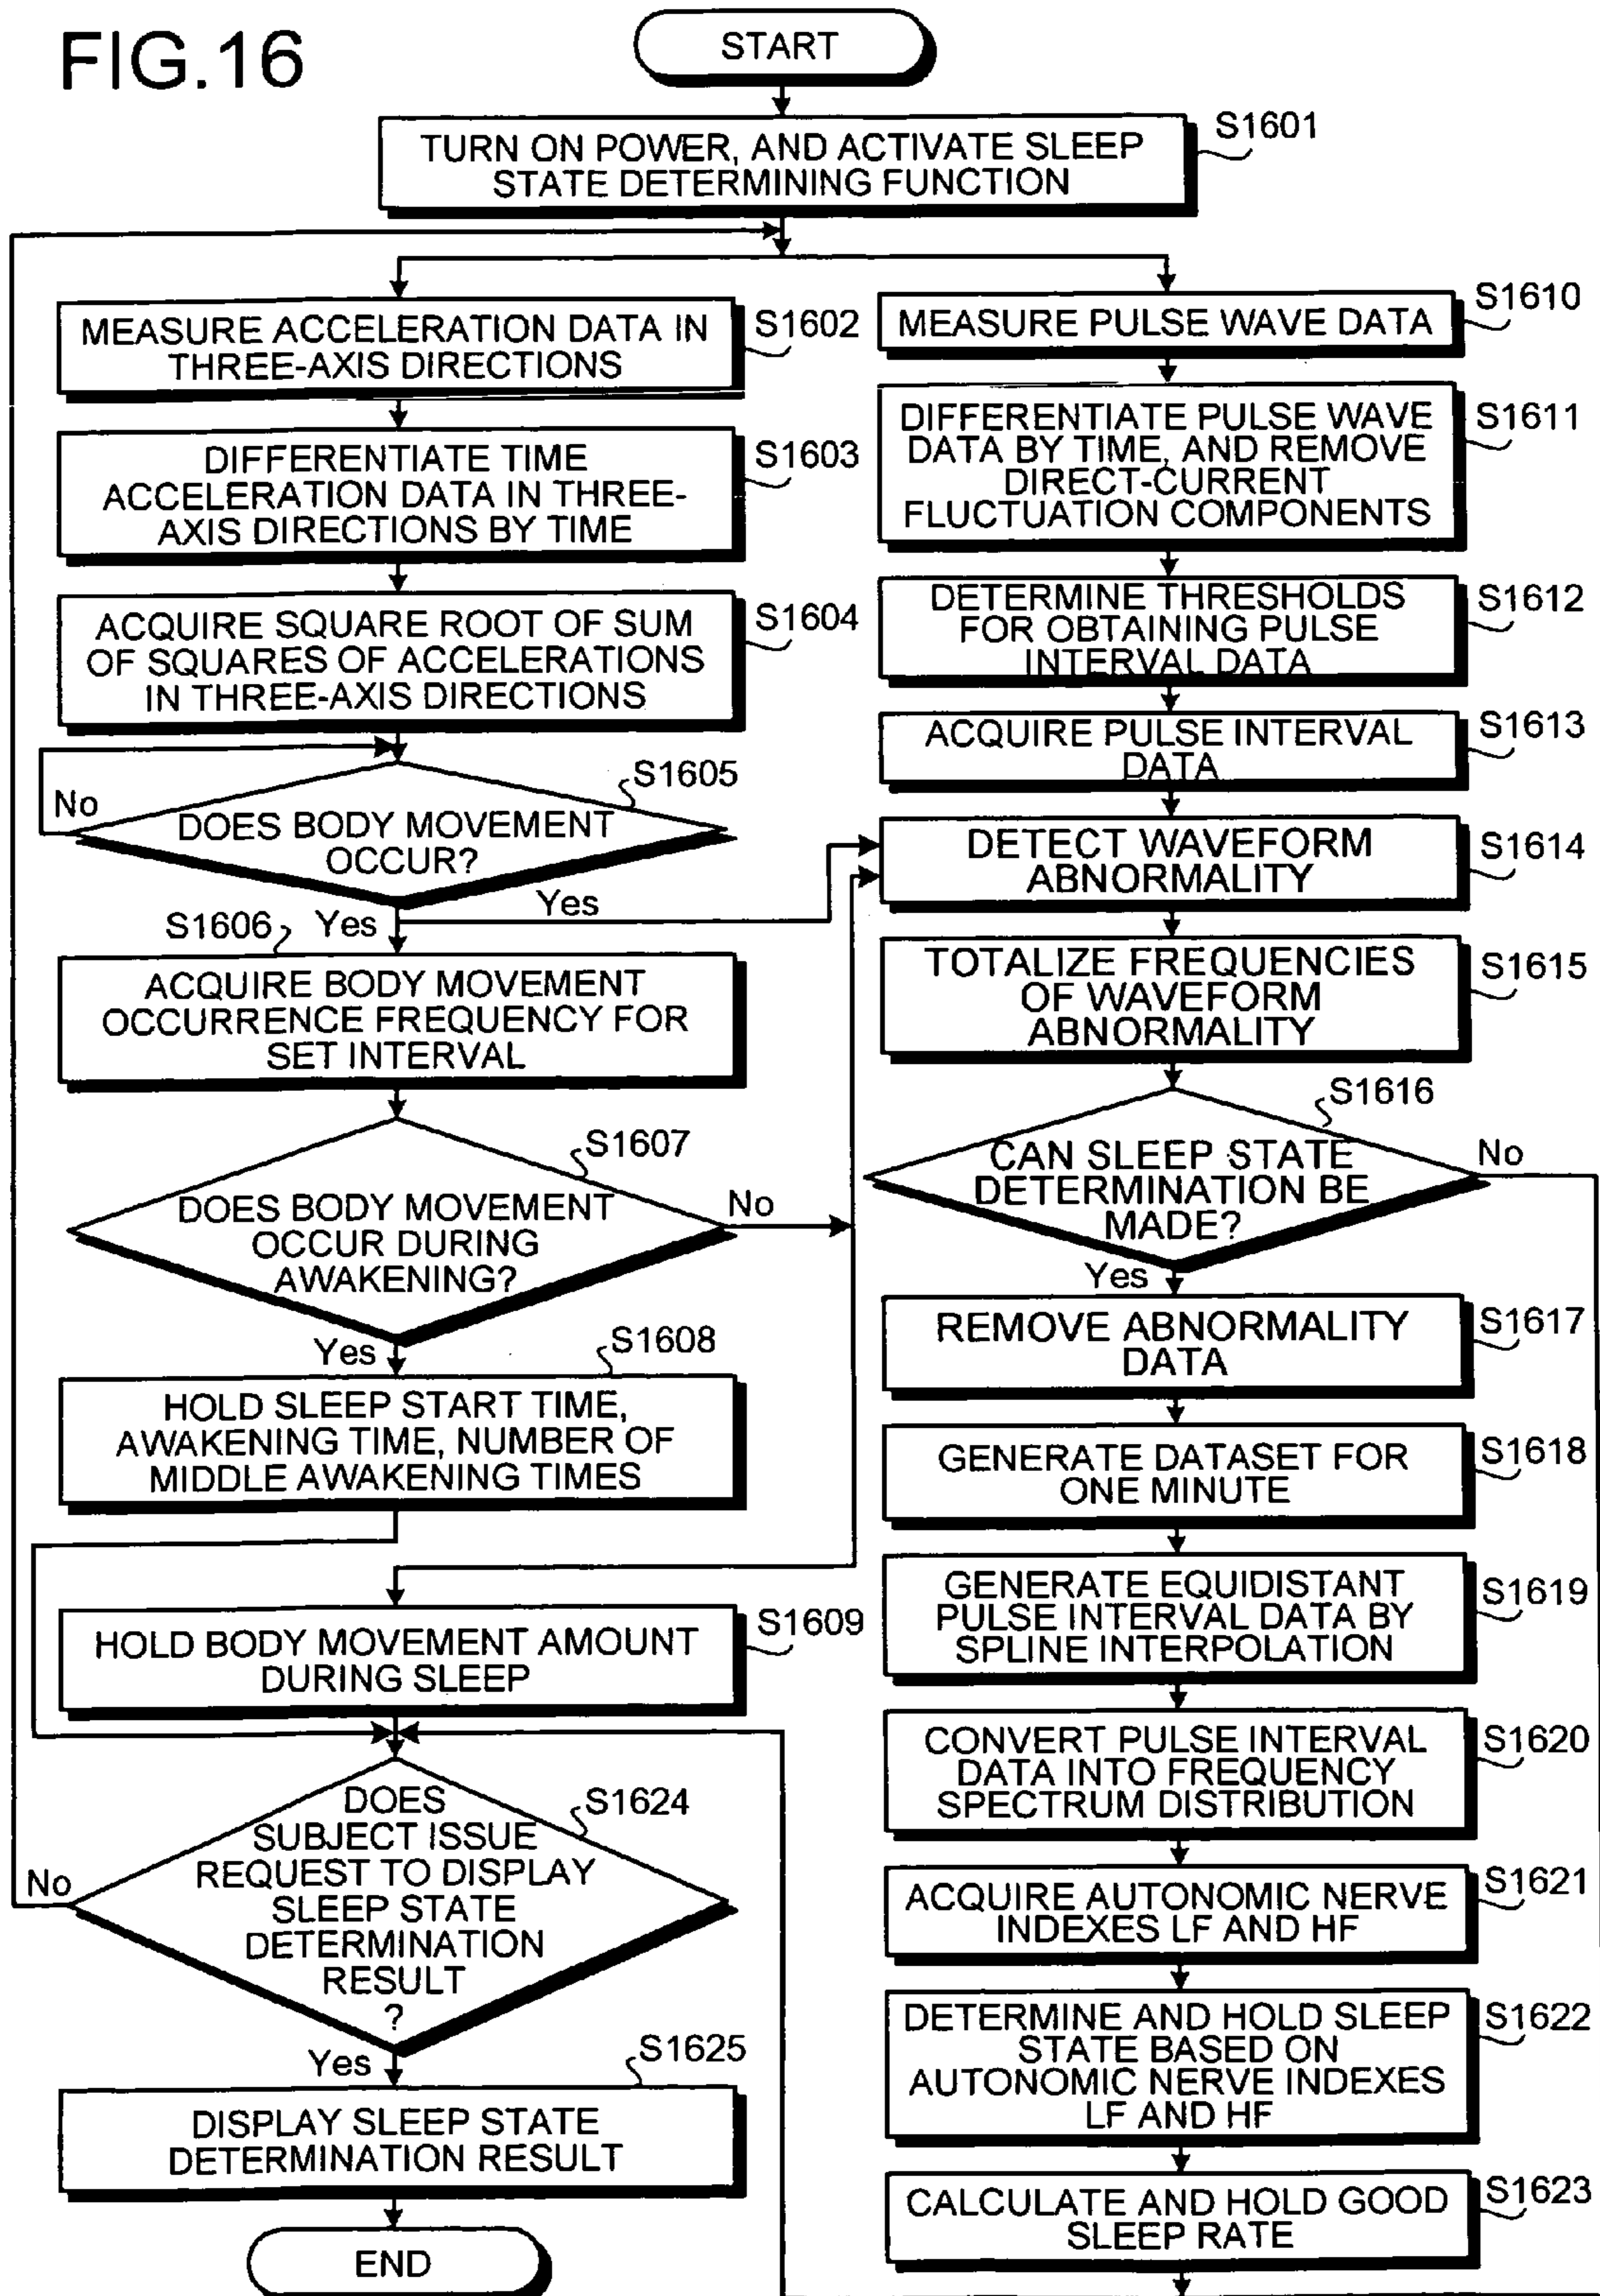 FIG.16
START
TURN ON POWER, AND ACTIVATE SLEEP
STATE DETERMINING FUNCTION
S1601
MEASURE ACCELERATION DATA IN
THREE-AXIS DIRECTIONS
S1602
DIFFERENTIATE TIME
ACCELERATION DATA IN THREE-
AXIS DIRECTIONS BY TIME
S1603
ACQUIRE SQUARE ROOT OF SUM
OF SQUARES OF ACCELERATIONS
IN THREE-AXIS DIRECTIONS
S1604
S1605
No
DOES BODY MOVEMENT
OCCUR?
Yes
Yes
S1606
ACQUIRE BODY MOVEMENT
OCCURRENCE FREQUENCY FOR
SET INTERVAL
S1607
DOES BODY MOVEMENT
OCCUR DURING
AWAKENING?
No
Yes
S1608
HOLD SLEEP START TIME,
AWAKENING TIME, NUMBER OF
MIDDLE AWAKENING TIMES
HOLD BODY MOVEMENT AMOUNT
DURING SLEEP
S1609
S1624
DOES
SUBJECT ISSUE
REQUEST TO DISPLAY
SLEEP STATE
DETERMINATION
RESULT
?
No
Yes
S1625
DISPLAY SLEEP STATE
DETERMINATION RESULT
END
MEASURE PULSE WAVE DATA
S1610
DIFFERENTIATE PULSE WAVE
DATA BY TIME, AND REMOVE
DIRECT-CURRENT
FLUCTUATION COMPONENTS
S1611
DETERMINE THRESHOLDS
FOR OBTAINING PULSE
INTERVAL DATA
S1612
ACQUIRE PULSE INTERVAL
DATA
S1613
DETECT WAVEFORM
ABNORMALITY
S1614
TOTALIZE FREQUENCIES
OF WAVEFORM
ABNORMALITY
S1615
S1616
CAN SLEEP STATE
DETERMINATION BE
MADE?
No
Yes
REMOVE ABNORMALITY
DATA
S1617
GENERATE DATASET FOR
ONE MINUTE
S1618
GENERATE EQUIDISTANT
PULSE INTERVAL DATA BY
SPLINE INTERPOLATION
S1619
CONVERT PULSE INTERVAL
DATA INTO FREQUENCY
SPECTRUM DISTRIBUTION
S1620
ACQUIRE AUTONOMIC NERVE
INDEXES LF AND HF
S1621
DETERMINE AND HOLD SLEEP
STATE BASED ON
AUTONOMIC NERVE INDEXES
LF AND HF
S1622
CALCULATE AND HOLD GOOD
SLEEP RATE
S1623